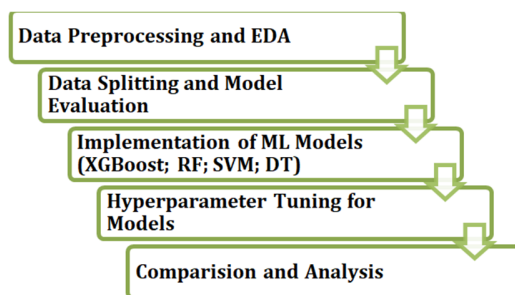 Data Preprocessing and EDA
Data Splitting and Model
Evaluation
Implementation of ML Models
(XGBoost; RF; SVM; DT)
Hyperparameter Tuning for
Models
Comparision and Analysis